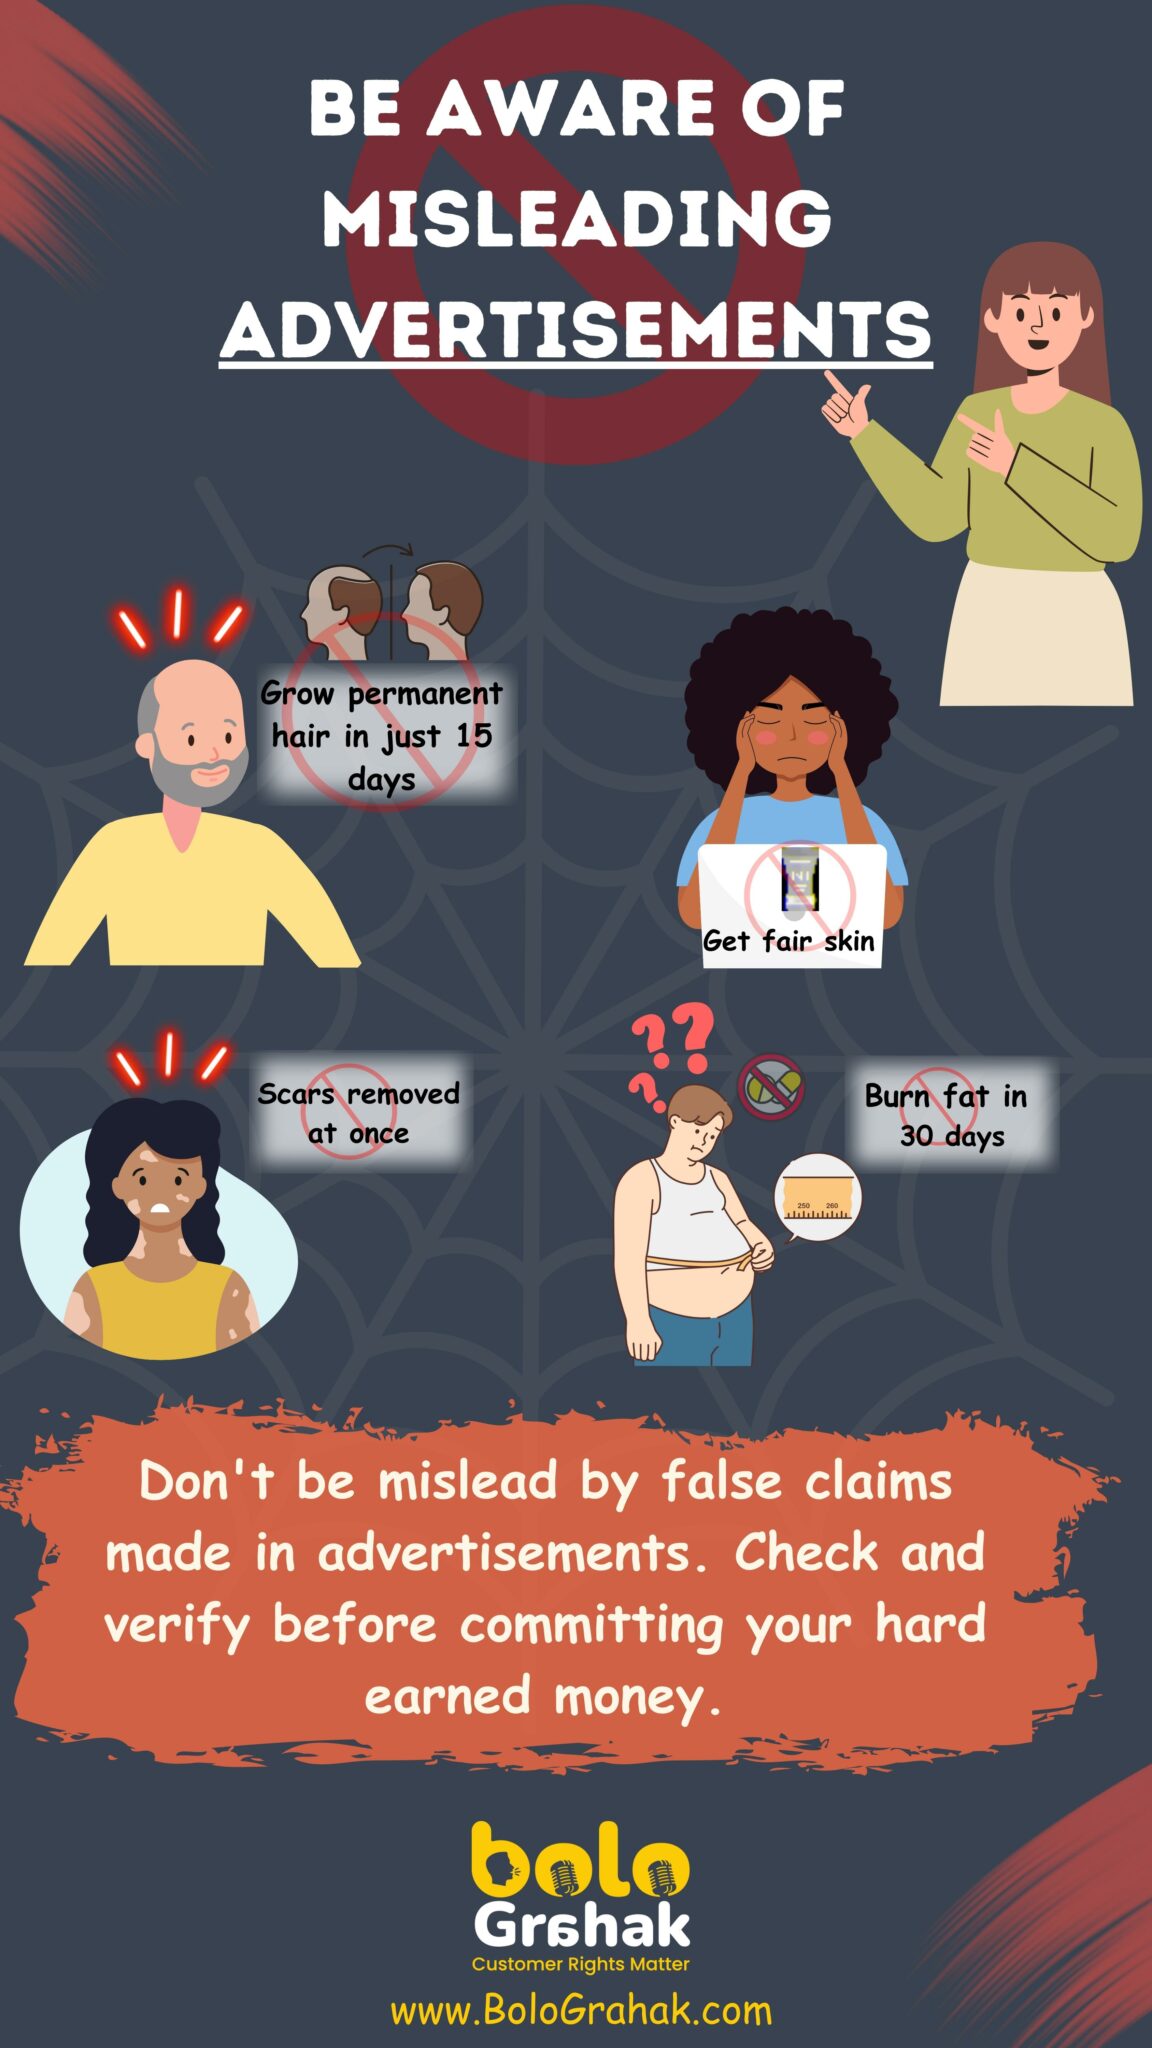 BE AWARE OF
MISLEADING
ADVERTISEMENTS
Grow permanent
hair in just 15
days
Get fair skin
Scars removed
at once
Burn fat in
30 days
250 260
Don't be mislead by false claims
made in advertisements. Check and
verify before committing your hard
earned money.
bolo
Grahak
Customer Rights Matter
www.BoloGrahak.com